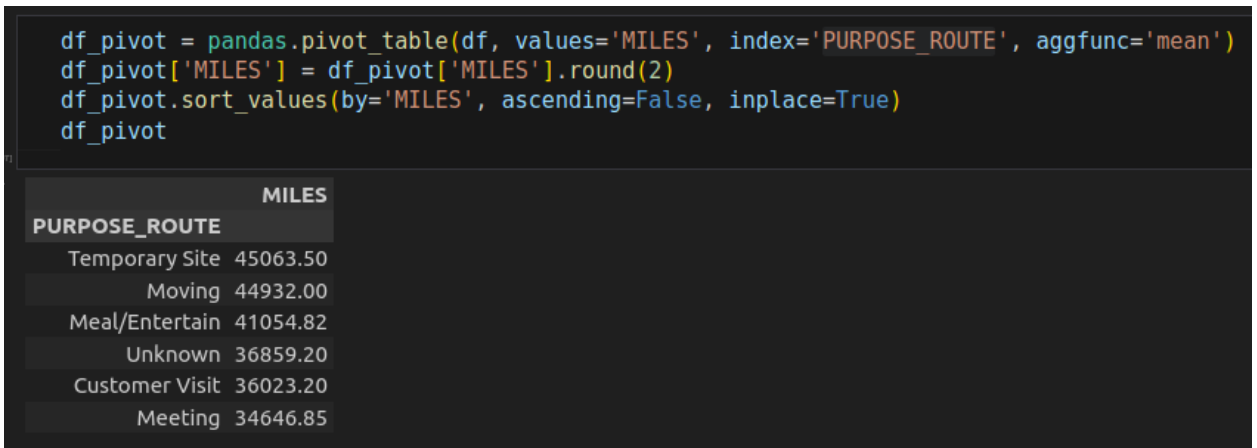 df_pivot = pandas.pivot_table(df, values='MILES', index='PURPOSE_ROUTE', aggfunc='mean')
df_pivot['MILES'] = df_pivot['MILES'].round(2)
df_pivot.sort_values(by='MILES', ascending=False, inplace=True)
df_pivot
MILES
PURPOSE_ROUTE
Temporary Site 45063.50
Moving 44932.00
Meal/Entertain 41054.82
Unknown 36859.20
Customer Visit 36023.20
Meeting 34646.85